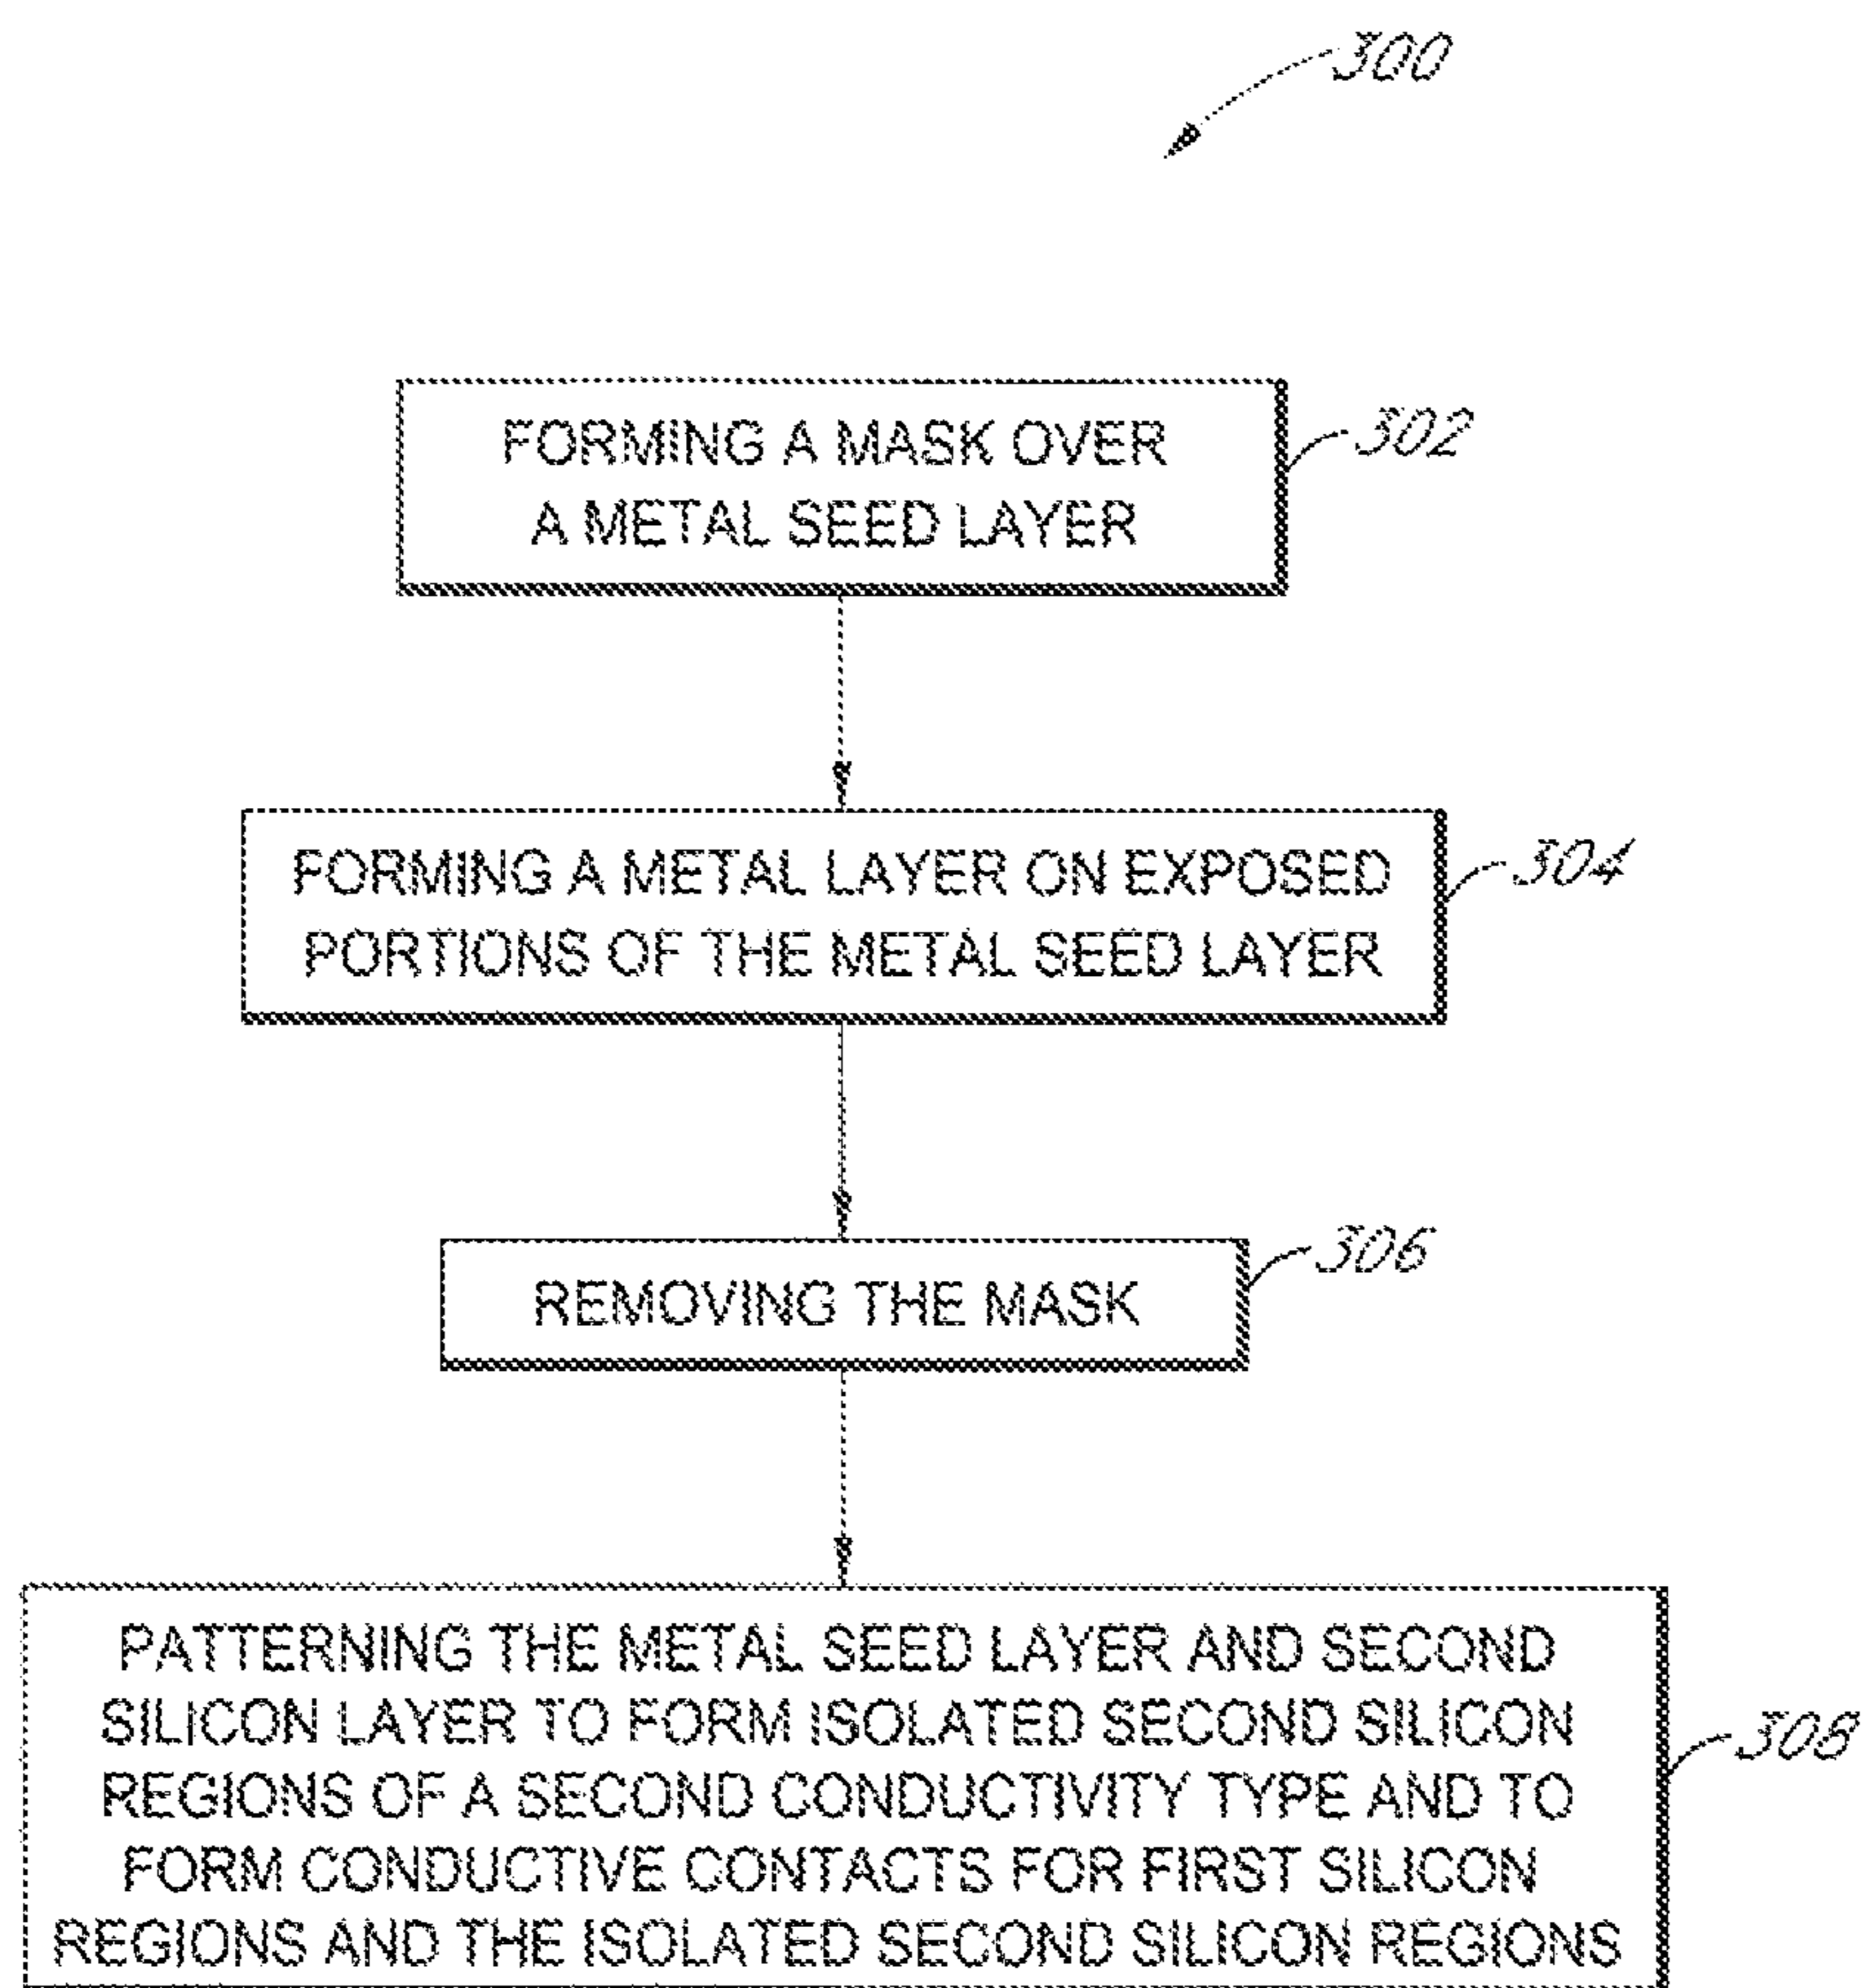 300
FORMING A MASK OVER
A METAL SEED LAYER
302
FORMING A METAL LAYER ON EXPOSED
PORTIONS OF THE METAL SEED LAYER
304
REMOVING THE MASK
306
PATTERNING THE METAL SEED LAYER AND SECOND
SILICON LAYER TO FORM ISOLATED SECOND SILICON
REGIONS OF A SECOND CONDUCTIVITY TYPE AND TO
FORM CONDUCTIVE CONTACTS FOR FIRST SILICON
REGIONS AND THE ISOLATED SECOND SILICON REGIONS
308